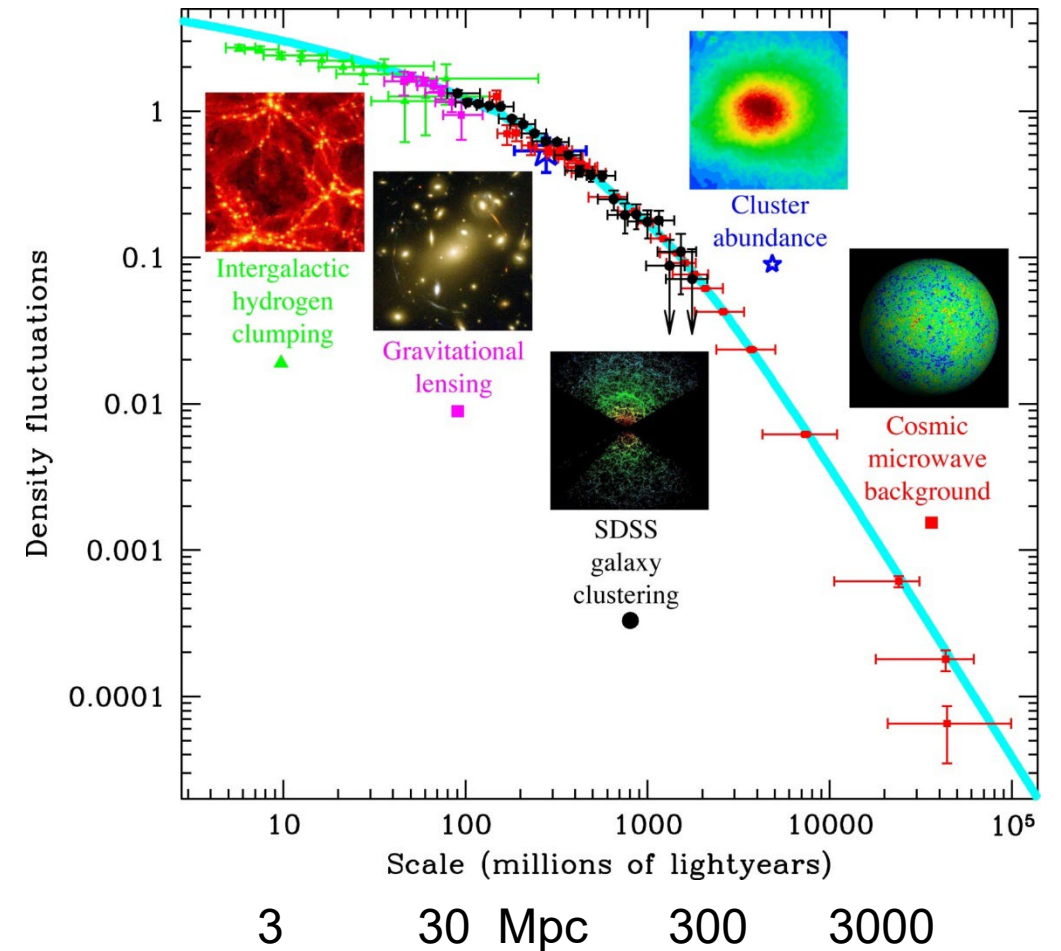 Density fluctuations
1
0.1
0.01
0.001
0.0001
Intergalactic
hydrogen
clumping
Gravitational
lensing
Cluster
abundance
SDSS
galaxy
clustering
Cosmic
microwave
background
10 100 1000 10000 10⁵
Scale (millions of lightyears)
3 30 Mpc 300 3000